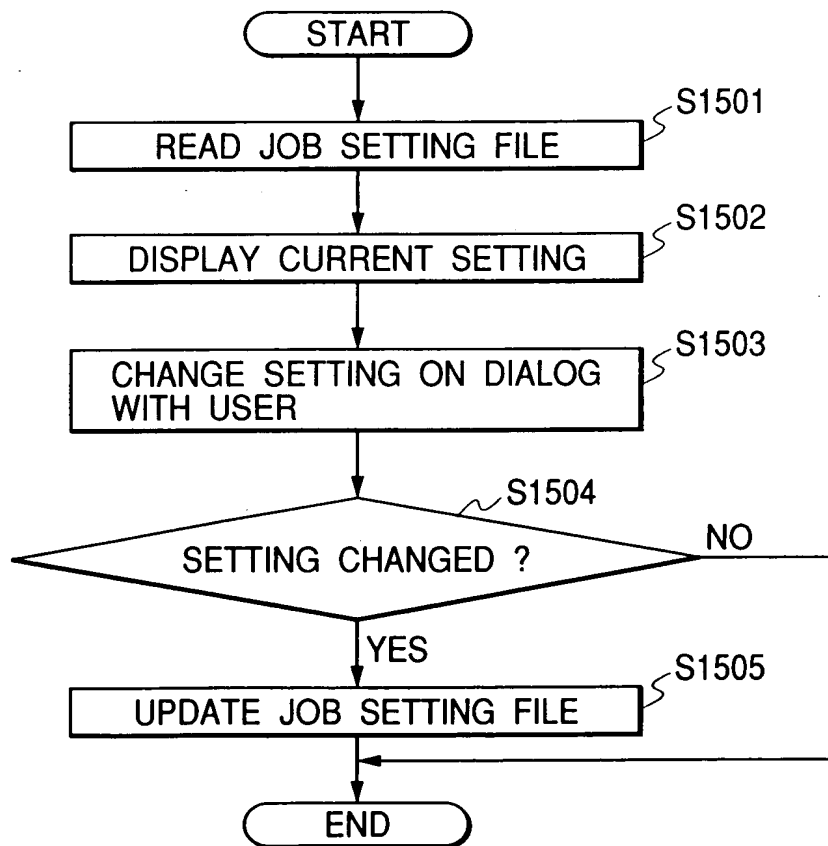 START
S1501
READ JOB SETTING FILE
S1502
DISPLAY CURRENT SETTING
S1503
CHANGE SETTING ON DIALOG
WITH USER
S1504
SETTING CHANGED ?
NO
YES
S1505
UPDATE JOB SETTING FILE
END